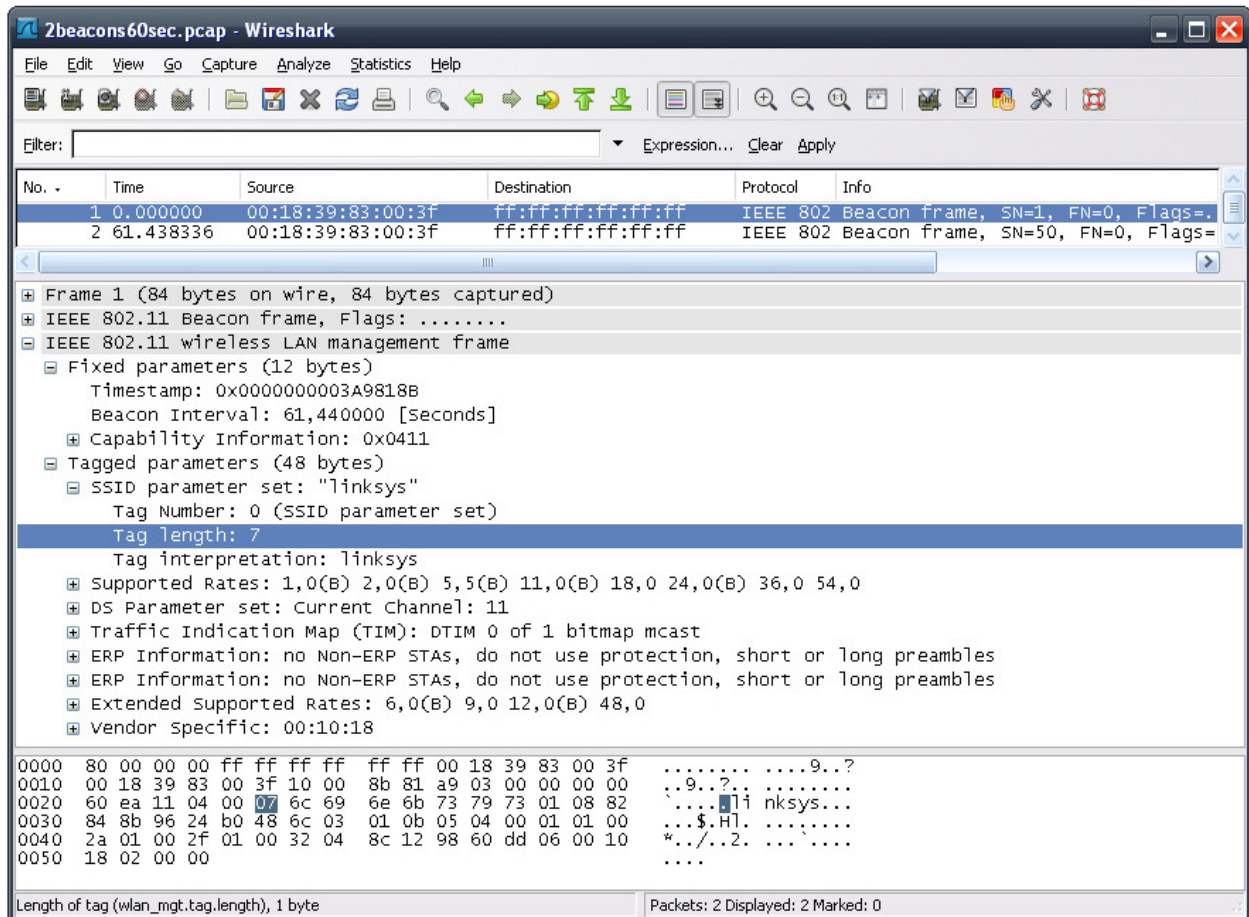 2beacons60sec.pcap - Wireshark
File Edit View Go Capture Analyze Statistics Help
Filter: Expression... Clear Apply
No. Time Source Destination Protocol Info
1 0.000000 00:18:39:83:00:3f ff:ff:ff:ff:ff:ff IEEE 802 Beacon frame, SN=1, FN=0, Flags=.
2 61.438336 00:18:39:83:00:3f ff:ff:ff:ff:ff:ff IEEE 802 Beacon frame, SN=50, FN=0, Flags=
Frame 1 (84 bytes on wire, 84 bytes captured)
IEEE 802.11 Beacon frame, Flags: ........
IEEE 802.11 wireless LAN management frame
Fixed parameters (12 bytes)
Timestamp: 0x0000000003A9818B
Beacon Interval: 61,440000 [Seconds]
Capability Information: 0x0411
Tagged parameters (48 bytes)
SSID parameter set: "linksys"
Tag Number: 0 (SSID parameter set)
Tag length: 7
Tag interpretation: linksys
Supported Rates: 1,0(B) 2,0(B) 5,5(B) 11,0(B) 18,0 24,0(B) 36,0 54,0
DS Parameter set: Current Channel: 11
Traffic Indication Map (TIM): DTIM 0 of 1 bitmap mcast
ERP Information: no Non-ERP STAs, do not use protection, short or long preambles
ERP Information: no Non-ERP STAs, do not use protection, short or long preambles
Extended Supported Rates: 6,0(B) 9,0 12,0(B) 48,0
Vendor Specific: 00:10:18
0000 80 00 00 00 ff ff ff ff ff ff 00 18 39 83 00 3f ........ ....9..?
0010 00 18 39 83 00 3f 10 00 8b 81 a9 03 00 00 00 00 ..9..?.. ........
0020 60 ea 11 04 00 07 6c 69 6e 6b 73 79 73 01 08 82 `.....li nksys...
0030 84 8b 96 24 b0 48 6c 03 01 0b 05 04 00 01 01 00 ...$.Hl. ........
0040 2a 01 00 2f 01 00 32 04 8c 12 98 60 dd 06 00 10 *../..2. ...`....
0050 18 02 00 00 ....
Length of tag (wlan_mgt.tag.length), 1 byte Packets: 2 Displayed: 2 Marked: 0